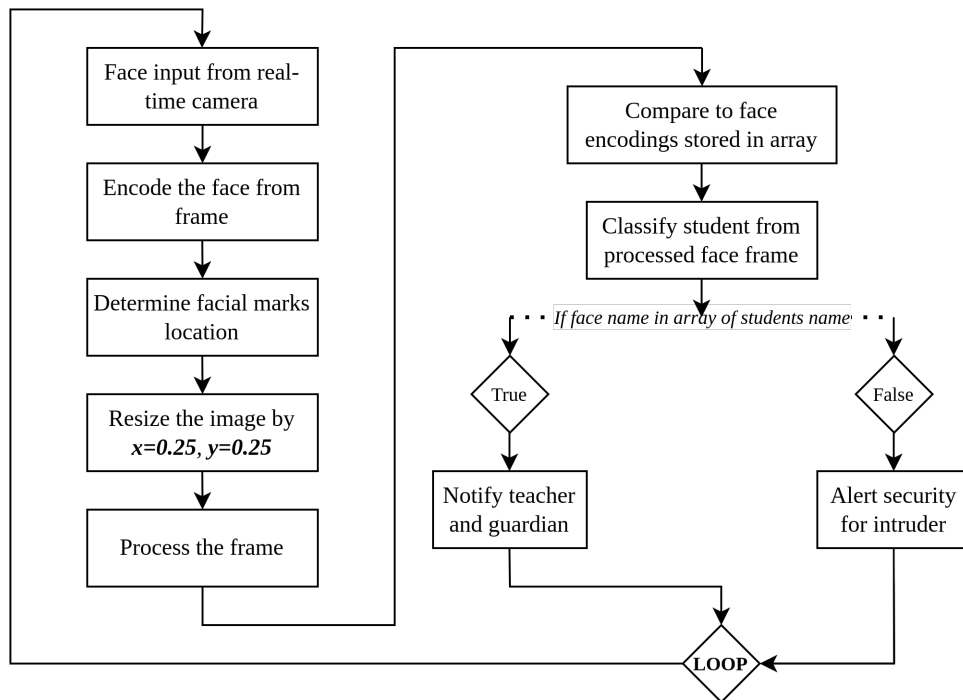 Face input from real-
time camera
Encode the face from
frame
Determine facial marks
location
Resize the image by
x=0.25, y=0.25
Process the frame
Compare to face
encodings stored in array
Classify student from
processed face frame
If face name in array of students name
True
False
Notify teacher
and guardian
Alert security
for intruder
LOOP